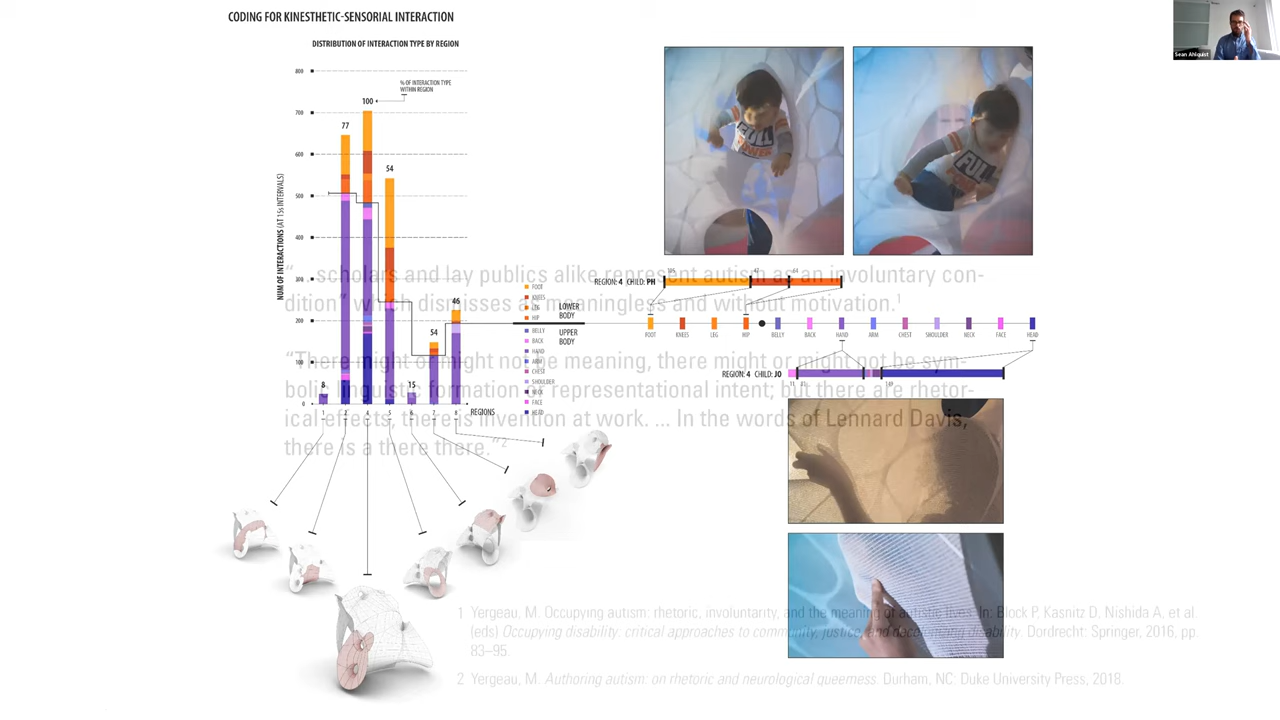 CODING FOR KINESTHETIC-SENSORIAL INTERACTION
DISTRIBUTION OF INTERACTION TYPE BY REGION
Sean Ahlquist
% OF INTERACTION TYPE
WITHIN REGION
NUM OF INTERACTIONS (AT 15s INTERVALS)
800
700
600
500
400
300
200
100
0
8
77
100
54
15
54
46
1
4
5
6
8
REGIONS
FOOT
KNEES
LEG
HIP
BELLY
BACK
HAND
ARM
CHEST
SHOULDER
NECK
FACE
HEAD
LOWER
BODY
UPPER
BODY
REGION: 4 CHILD: PH
FOOT KNEES LEG HIP BELLY BACK HAND ARM CHEST SHOULDER NECK FACE HEAD
REGION: 4 CHILD: JO
scholars and lay publics alike represent autism as an involuntary con-
dition, which dismisses as meaningless and without motivation.1
"There might or might not be meaning, there might or might not be sym-
bolic linguistic formation or representational intent; but there are rhetor-
ical effects, there is invention at work. ... In the words of Lennard Davis,
there is a there there."2
1 Yergeau, M. Occupying autism: rhetoric, involuntarity, and the meaning of autistic lives. In: Block P, Kasnitz D, Nishida A, et al.
(eds) Occupying disability: critical approaches to community, justice, and decolonizing disability. Dordrecht: Springer, 2016, pp.
83–95.
2 Yergeau, M. Authoring autism: on rhetoric and neurological queerness. Durham, NC: Duke University Press, 2018.